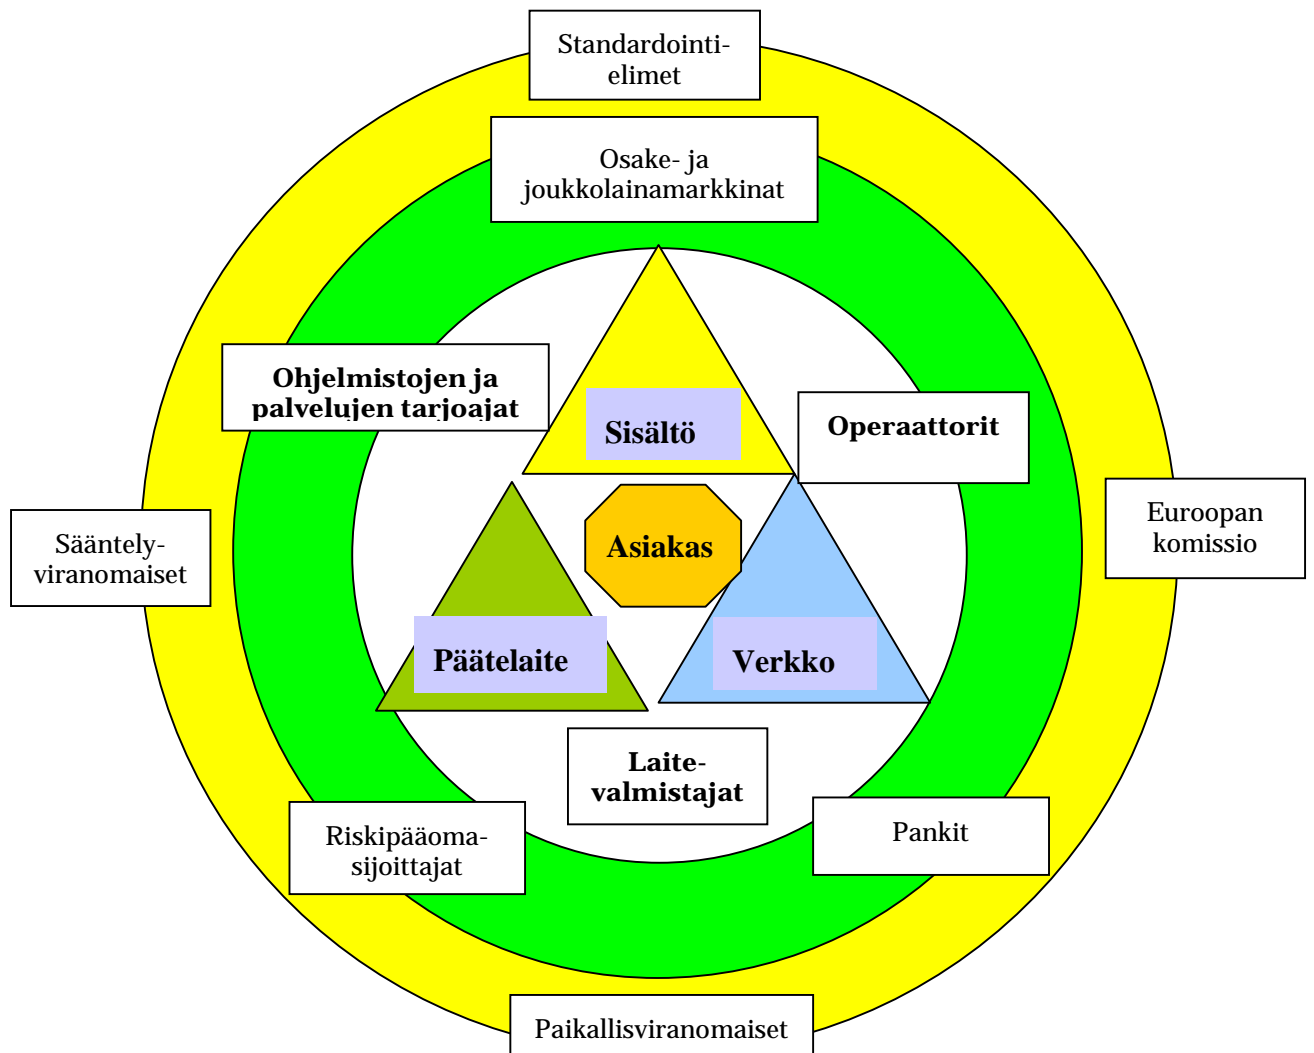 Standardointi-
elimet
Osake- ja
joukkolainamarkkinat
Ohjelmistojen ja
palvelujen tarjoajat
Sisältö
Operaattorit
Sääntely-
viranomaiset
Asiakas
Euroopan
komissio
Päätelaite
Verkko
Laite-
valmistajat
Riskipääoma-
sijoittajat
Pankit
Paikallisviranomaiset